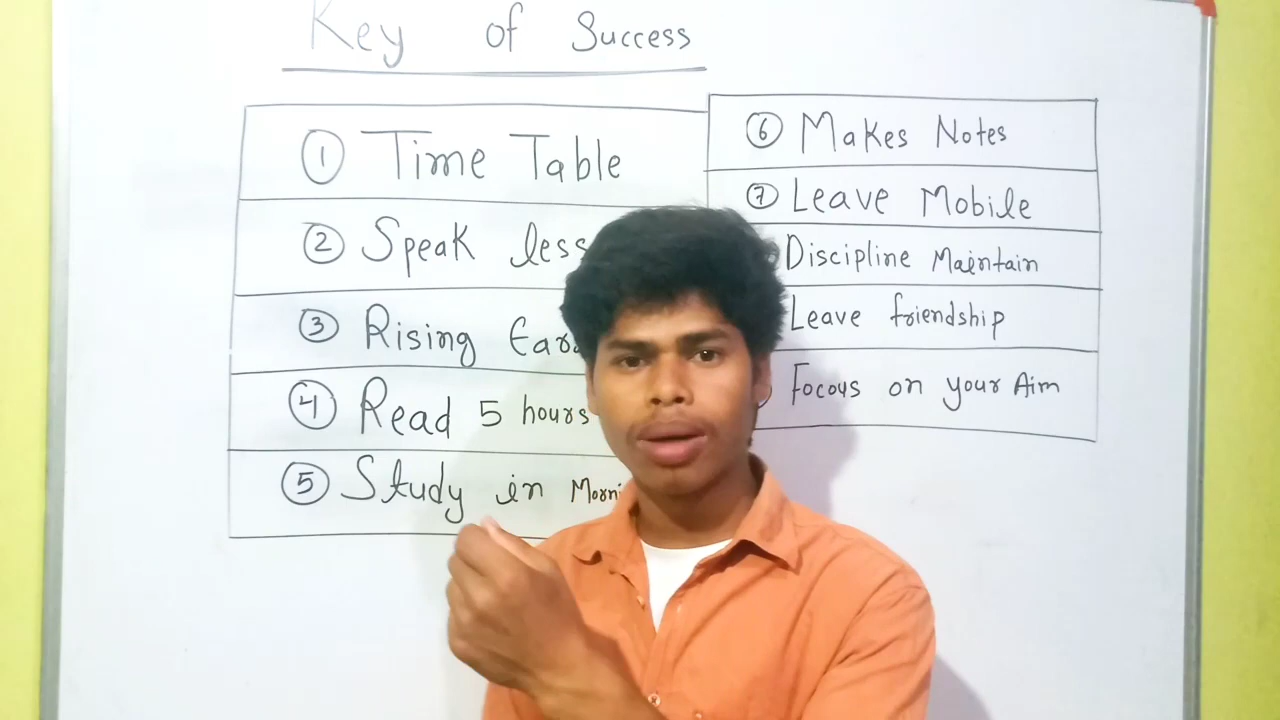 Key of Success
① Time Table
② Speak less
③ Rising
④ Read 5 hours
⑤ Study in
⑥ Makes Notes
⑦ Leave Mobile
Discipline Maintain
Leave friendship
Focous on your Aim